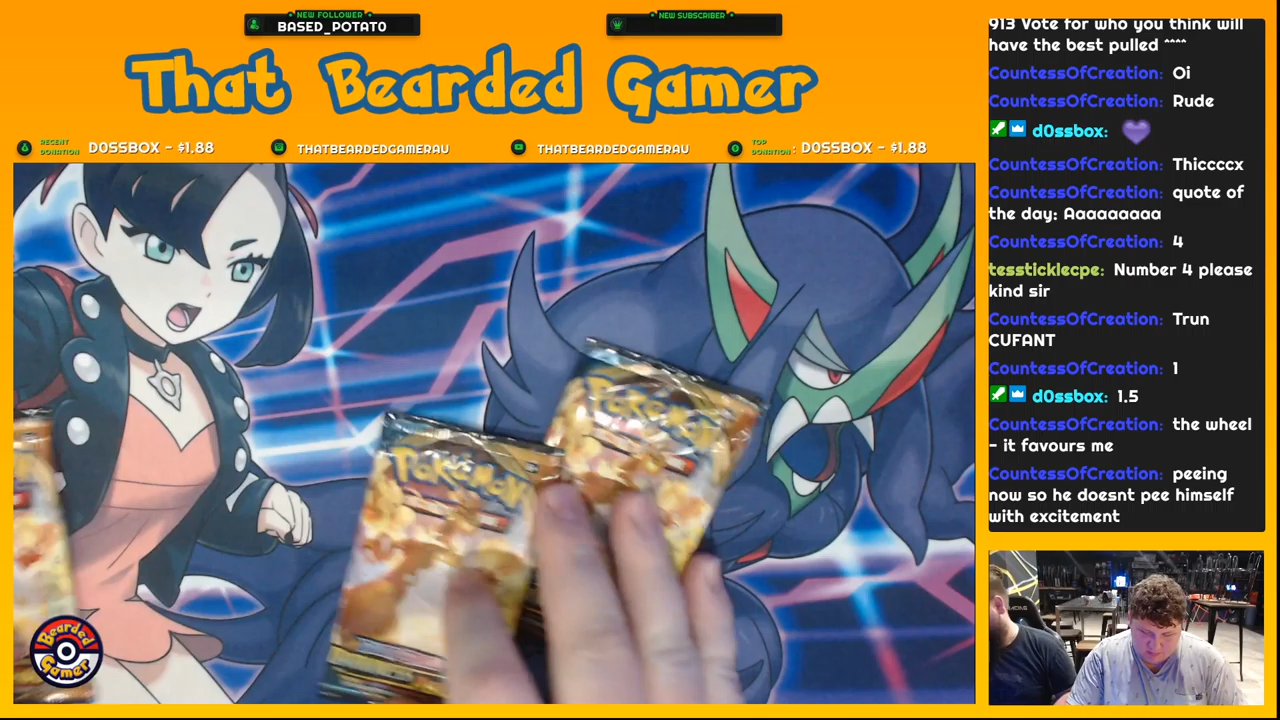 NEW FOLLOWER
BASED_POTATO
NEW SUBSCRIBER
That Bearded Gamer
RECENT DONATION D0SSBOX - $1.88
THATBEARDEDGAMERAU
THATBEARDEDGAMERAU
TOP DONATION: D0SSBOX - $1.88
913 Vote for who you think will
have the best pulled ^^^^
CountessOfCreation: Oi
CountessOfCreation: Rude
d0ssbox: 💜
CountessOfCreation: Thiccccx
CountessOfCreation: quote of
the day: Aaaaaaaaa
CountessOfCreation: 4
tessticklecpe: Number 4 please
kind sir
CountessOfCreation: Trun
CUFANT
CountessOfCreation: 1
d0ssbox: 1.5
CountessOfCreation: the wheel
- it favours me
CountessOfCreation: peeing
now so he doesnt pee himself
with excitement
Pokémon
Pokémon
Bearded
Gamer